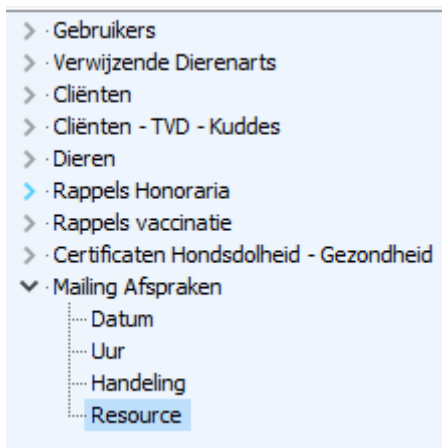 Gebruikers
Verwijzende Dierenarts
Cliënten
Cliënten - TVD - Kuddes
Dieren
Rappels Honoraria
Rappels vaccinatie
Certificaten Hondsdolheid - Gezondheid
Mailing Afspraken
Datum
Uur
Handeling
Resource